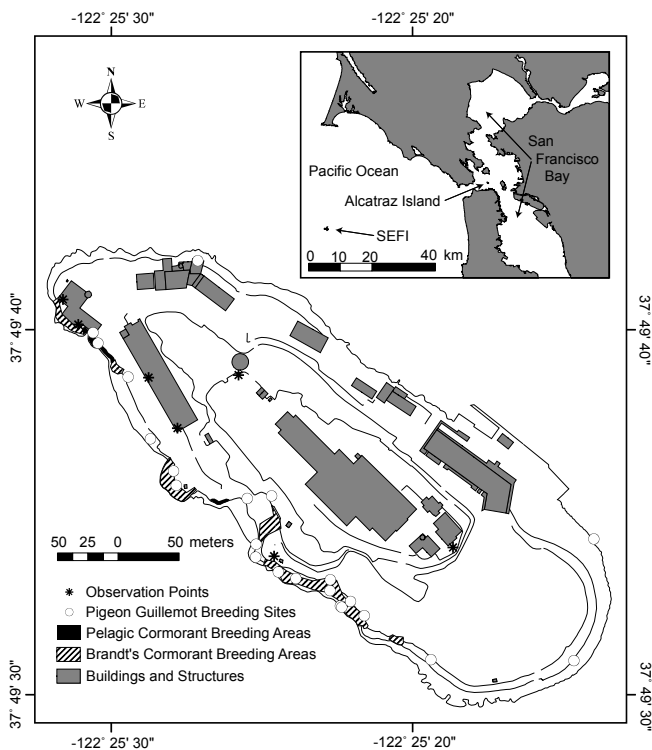 -122° 25' 30"
-122° 25' 20"
N
W
E
S
San
Francisco
Bay
Pacific Ocean
Alcatraz Island
SEFI
0 10 20 40 km
37° 49' 40"
37° 49' 40"
50 25 0 50 meters
Observation Points
Pigeon Guillemot Breeding Sites
Pelagic Cormorant Breeding Areas
Brandt's Cormorant Breeding Areas
Buildings and Structures
37° 49' 30"
37° 49' 30"
-122° 25' 30"
-122° 25' 20"